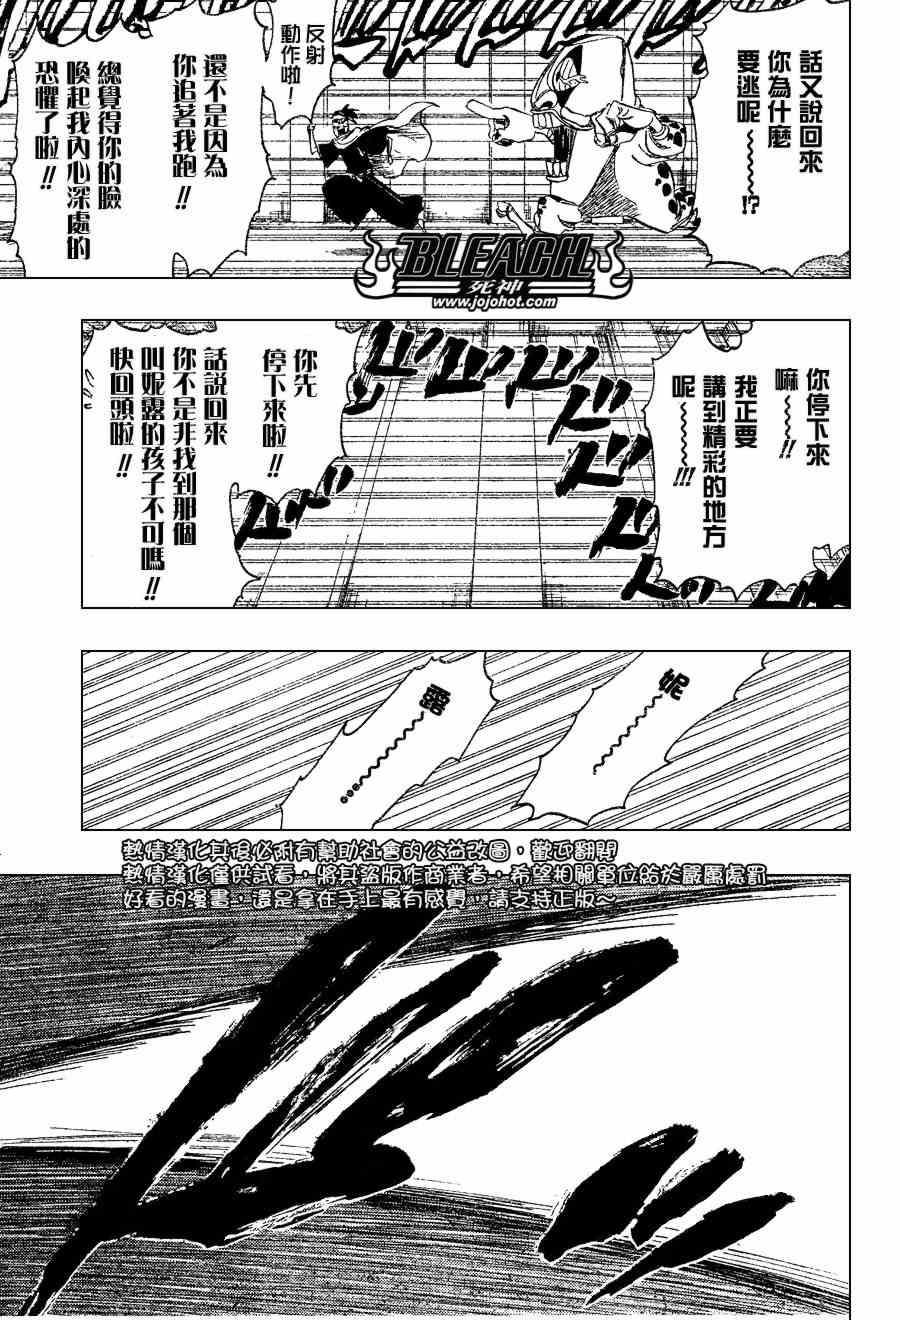 話又說回來
你為什麼
要逃呢～～!?
反射
動作啦!
還不是因為
你追著我跑!!
總覺得你的臉
喚起我內心深處的
恐懼了啦!!
BLEACH
死神
www.jojohot.com
你停下來
嘛～～!!
我正要
講到精彩的地方
呢～～!!!
你先
停下來啦!!
話說回來
你不是非找到那個
叫妮露的孩子不可嗎!!
快回頭啦!!
妮～～
露～～…
熱情漢化其後必附有幫助社會的公益改圖，歡迎翻閱
熱情漢化僅供試看，將其盜版作商業者，希望相關單位給於嚴厲處罰
好看的漫畫，還是拿在手上最有感覺，請支持正版～